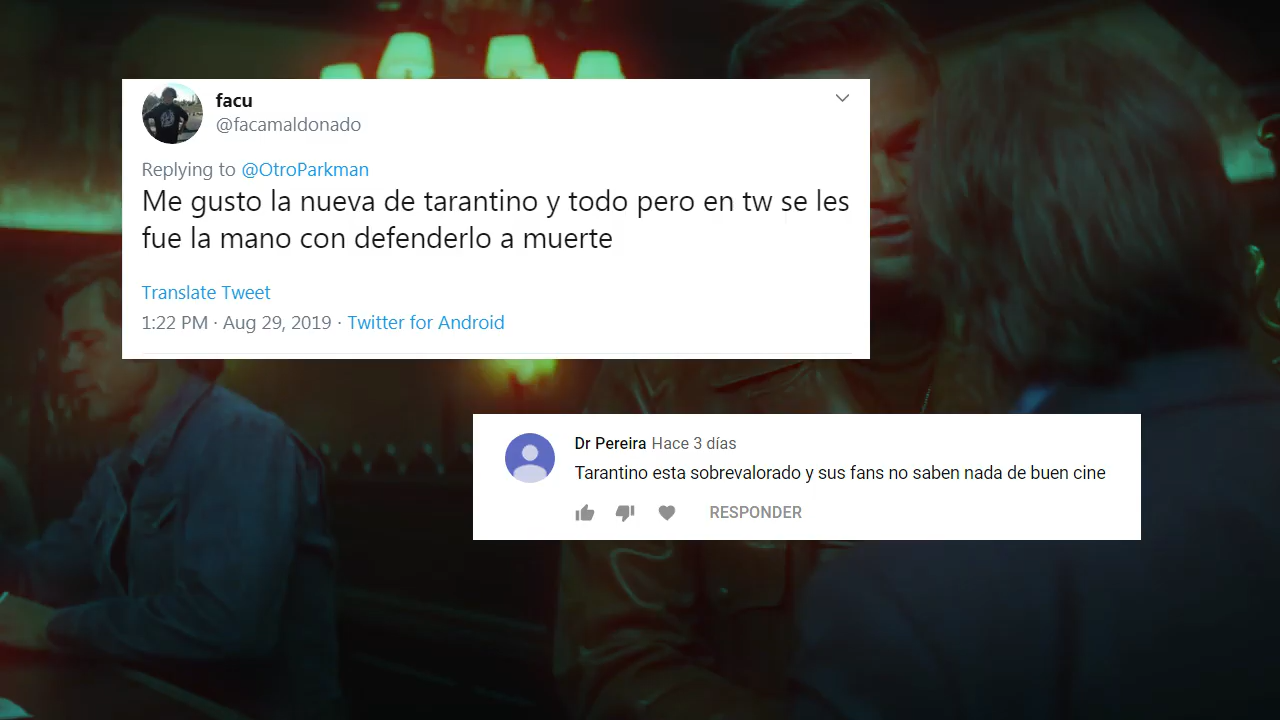 facu
@facamaldonado
Replying to @OtroParkman
Me gusto la nueva de tarantino y todo pero en tw se les
fue la mano con defenderlo a muerte
Translate Tweet
1:22 PM · Aug 29, 2019 · Twitter for Android
Dr Pereira Hace 3 días
Tarantino esta sobrevalorado y sus fans no saben nada de buen cine
RESPONDER